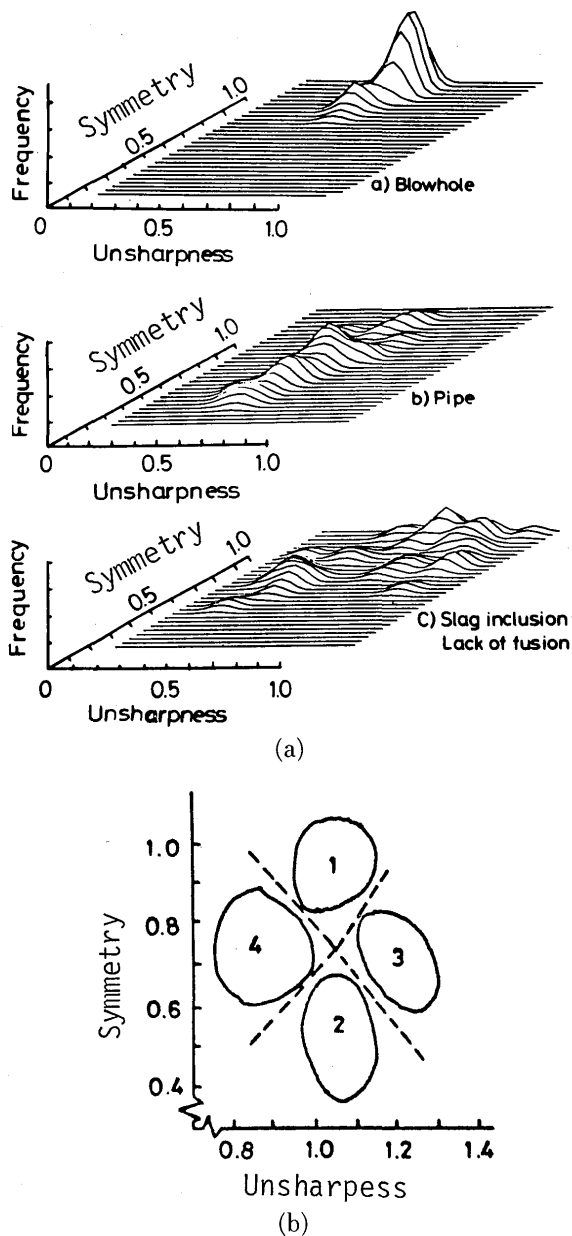 Symmetry
1.0
0.5
Frequency
a) Blowhole
0
0.5
1.0
Unsharpness
Symmetry
1.0
0.5
Frequency
b) Pipe
0
0.5
1.0
Unsharpness
Symmetry
1.0
0.5
Frequency
C) Slag inclusion
Lack of fusion
0
0.5
1.0
Unsharpness
(a)
1.0
0.8
0.6
0.4
Symmetry
1
4
3
2
0.8
1.0
1.2
1.4
Unsharpess
(b)